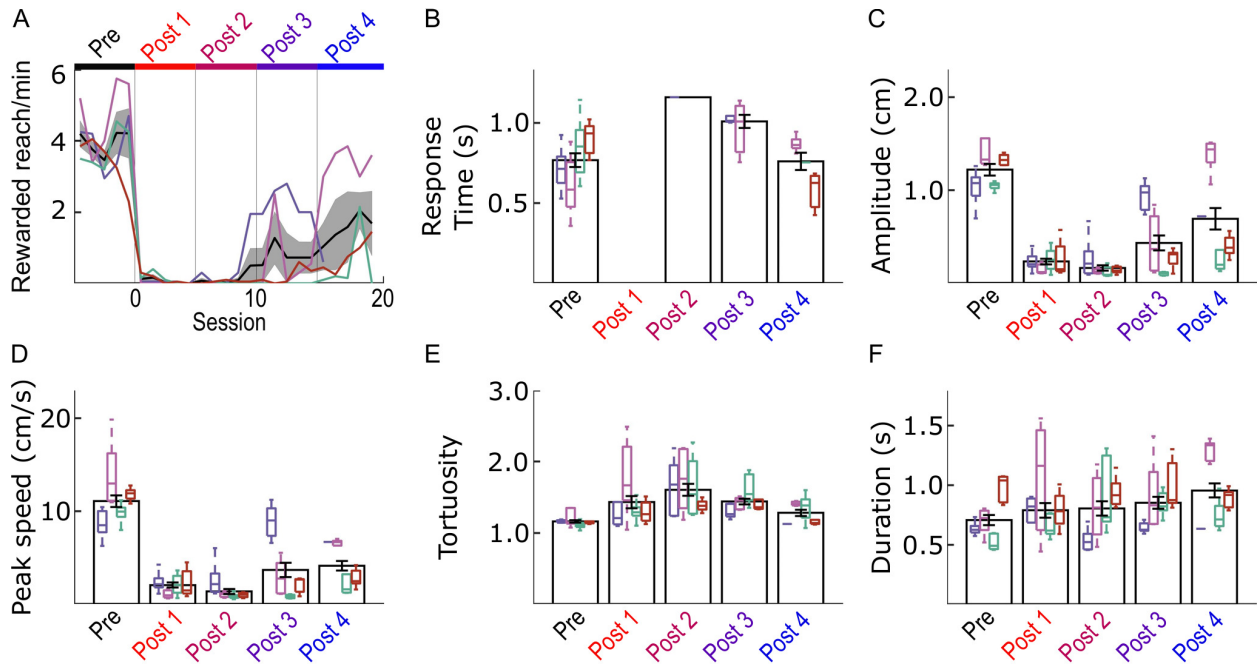 A
Pre
Post 1
Post 2
Post 3
Post 4
Rewarded reach/min
6
4
2
0
10
20
Session
B
Response
Time (s)
1.0
0.5
Pre
Post 1
Post 2
Post 3
Post 4
C
Amplitude (cm)
2.0
1.0
Pre
Post 1
Post 2
Post 3
Post 4
D
Peak speed (cm/s)
20
10
Pre
Post 1
Post 2
Post 3
Post 4
E
Tortuosity
3.0
2.0
1.0
Pre
Post 1
Post 2
Post 3
Post 4
F
Duration (s)
1.5
1.0
0.5
Pre
Post 1
Post 2
Post 3
Post 4